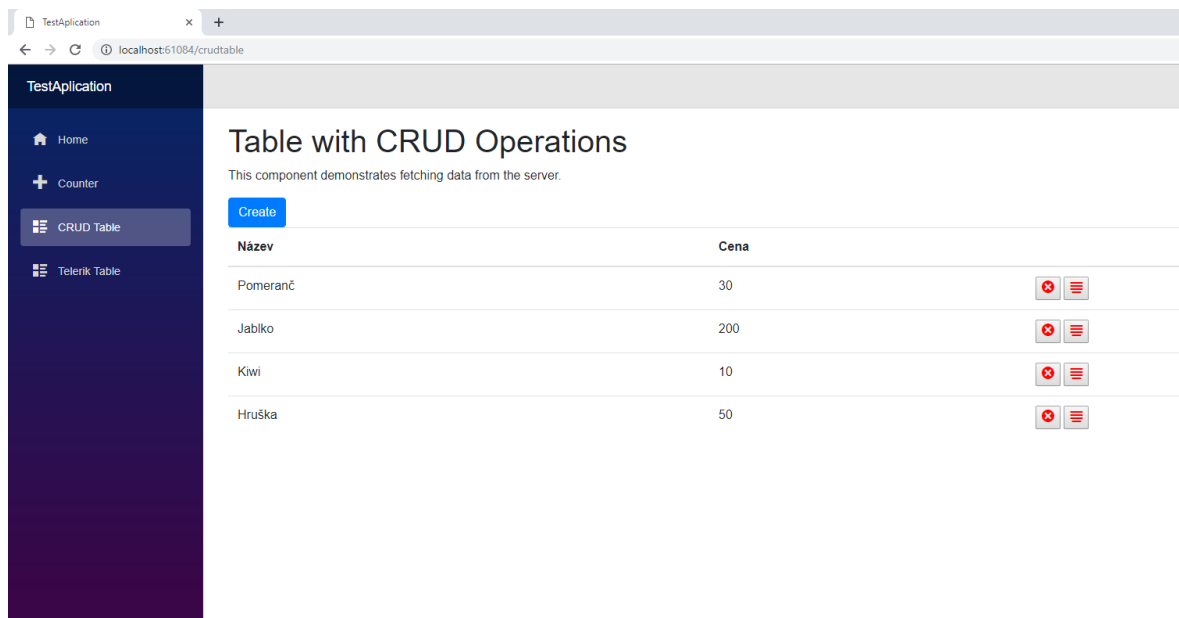 TestAplication
localhost:61084/crudtable
TestAplication
Home
Counter
CRUD Table
Telerik Table
Table with CRUD Operations
This component demonstrates fetching data from the server.
Create
Název Cena
Pomeranč 30
Jablko 200
Kiwi 10
Hruška 50